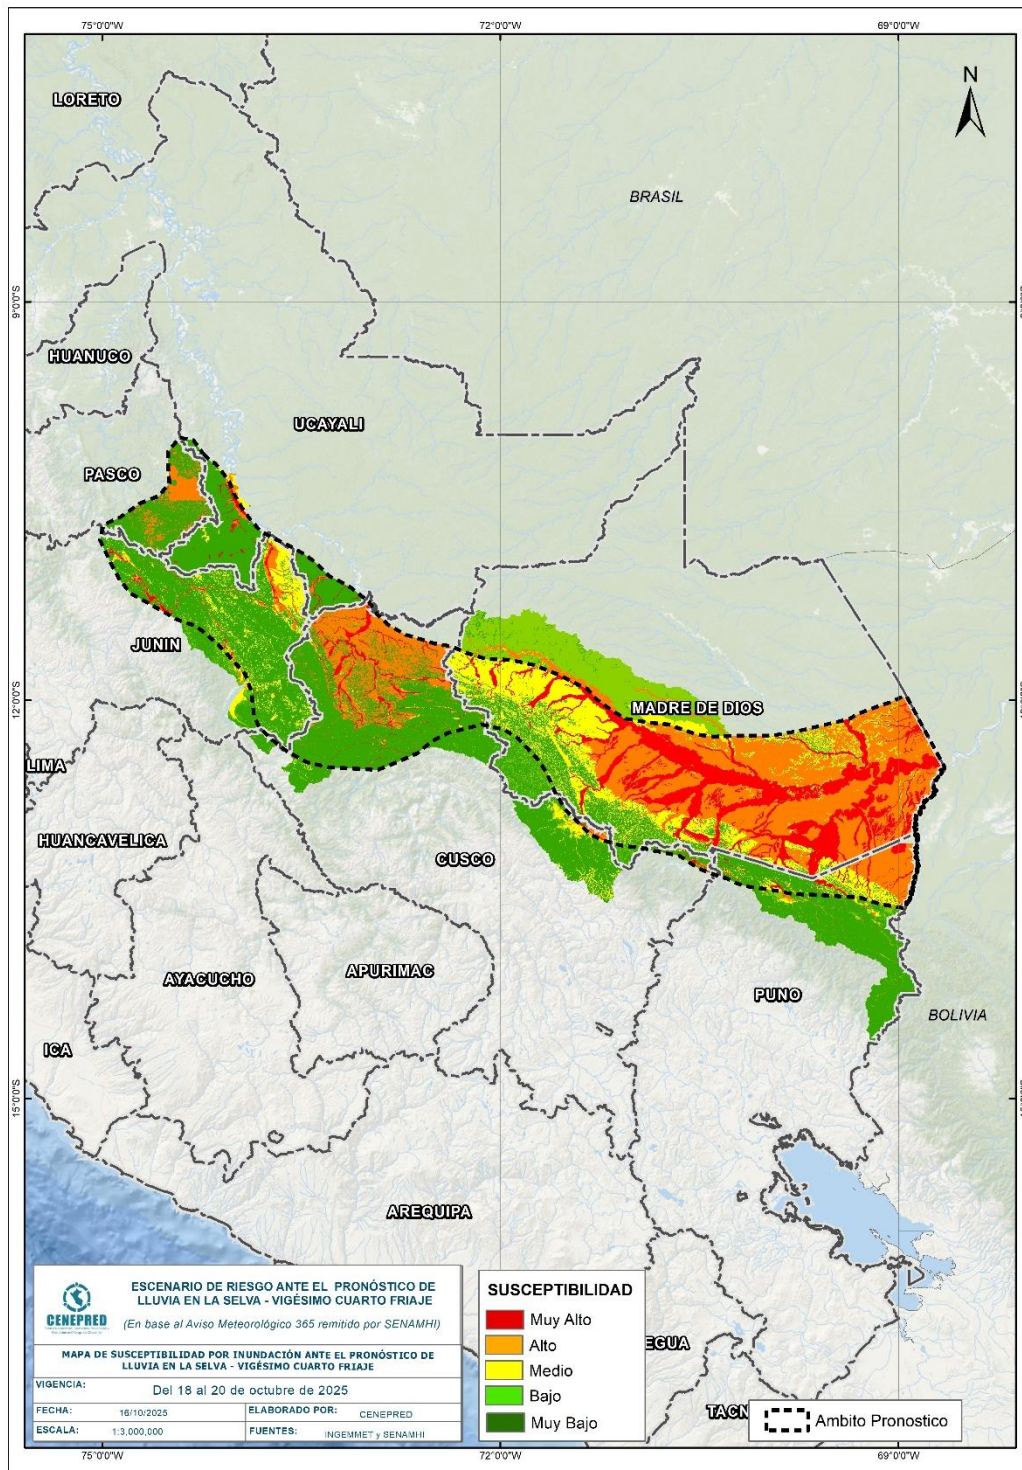 75°0'0"W
72°0'0"W
69°0'0"W
N
LORETO
BRASIL
9°0'0"S
HUANUCO
UCAYALI
PASCO
JUNIN
12°0'0"S
MADRE DE DIOS
LIMA
HUANCAVELICA
CUSCO
AYACUCHO
APURIMAC
PUNO
BOLIVIA
ICA
15°0'0"S
AREQUIPA
EGUA
TACN
CENEPRED
ESCENARIO DE RIESGO ANTE EL PRONÓSTICO DE
LLUVIA EN LA SELVA - VIGÉSIMO CUARTO FRIAJE
(En base al Aviso Meteorológico 365 remitido por SENAMHI)
MAPA DE SUSCEPTIBILIDAD POR INUNDACIÓN ANTE EL PRONÓSTICO DE
LLUVIA EN LA SELVA - VIGÉSIMO CUARTO FRIAJE
VIGENCIA: Del 18 al 20 de octubre de 2025
FECHA: 16/10/2025 ELABORADO POR: CENEPRED
ESCALA: 1:3,000,000 FUENTES: INGEMMET y SENAMHI
SUSCEPTIBILIDAD
Muy Alto
Alto
Medio
Bajo
Muy Bajo
Ambito Pronostico
75°0'0"W
72°0'0"W
69°0'0"W